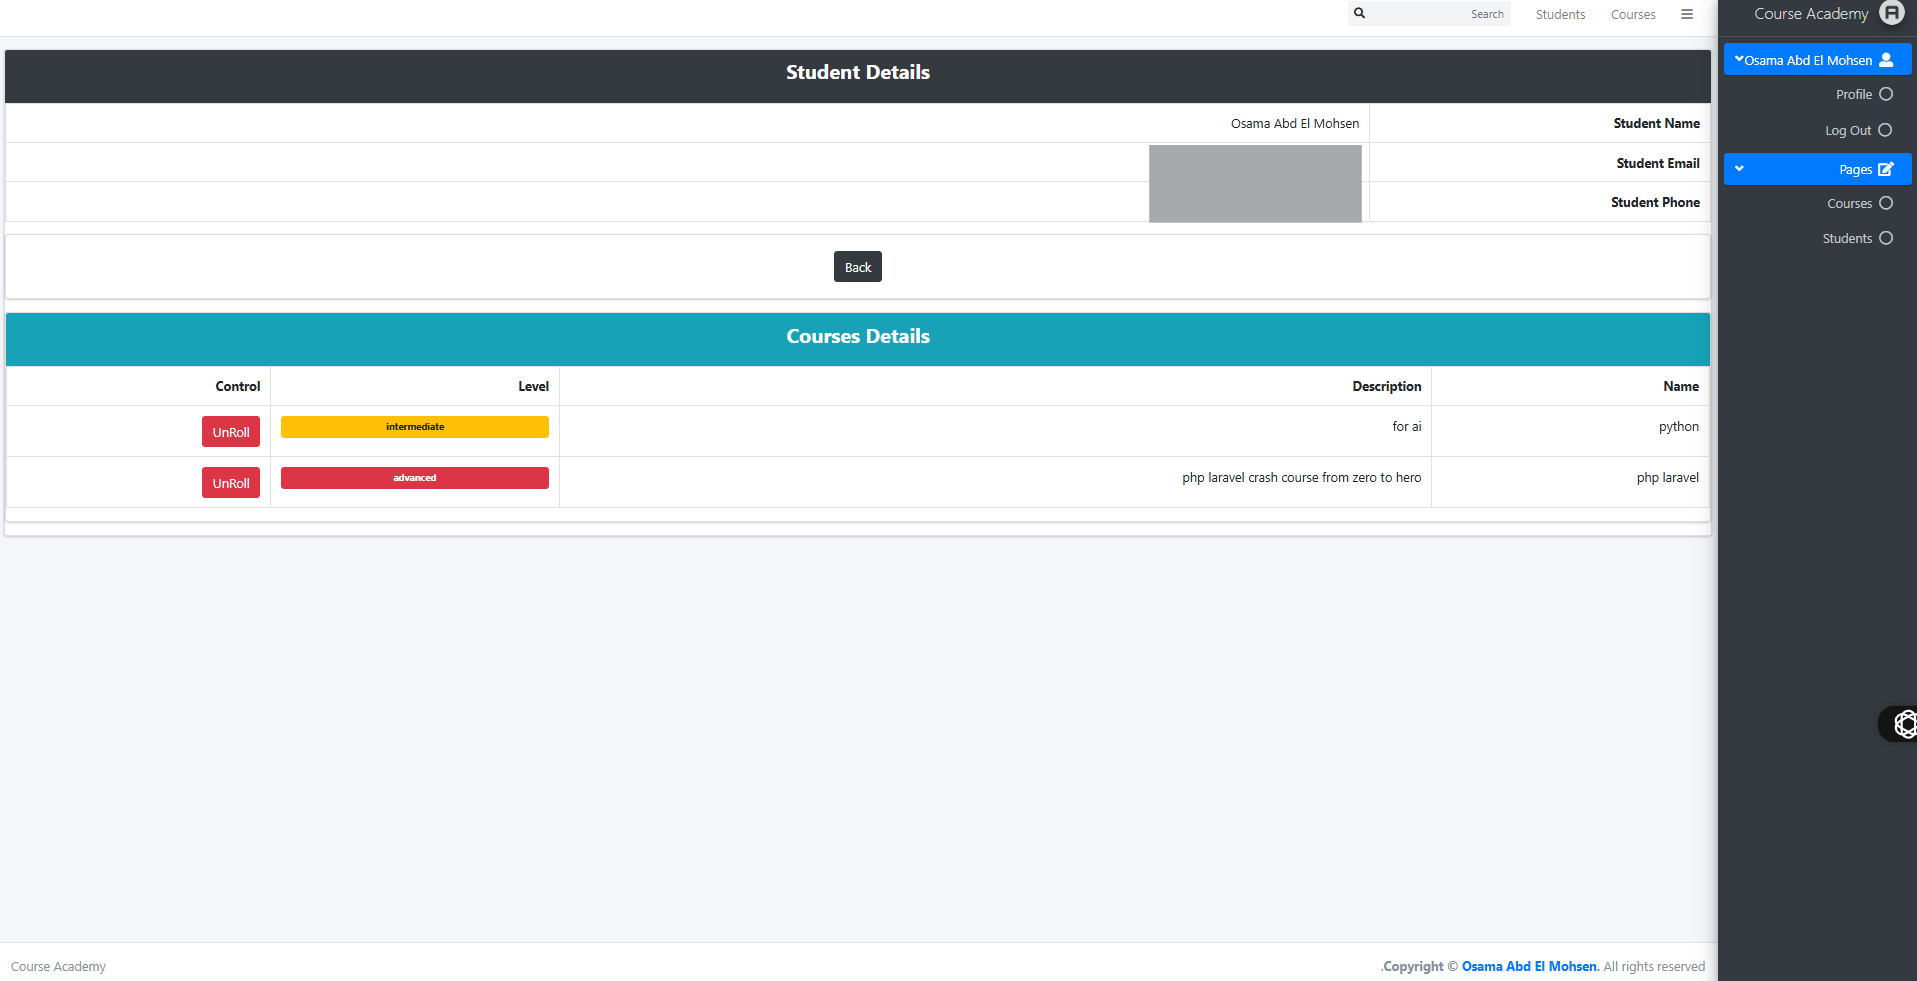 Search
Students
Courses
Course Academy
Osama Abd El Mohsen
Profile
Log Out
Pages
Courses
Students
Student Details
Student Name Osama Abd El Mohsen
Student Email
Student Phone
Back
Courses Details
Name Description Level Control
python for ai intermediate UnRoll
php laravel php laravel crash course from zero to hero advanced UnRoll
Course Academy
.Copyright © Osama Abd El Mohsen. All rights reserved